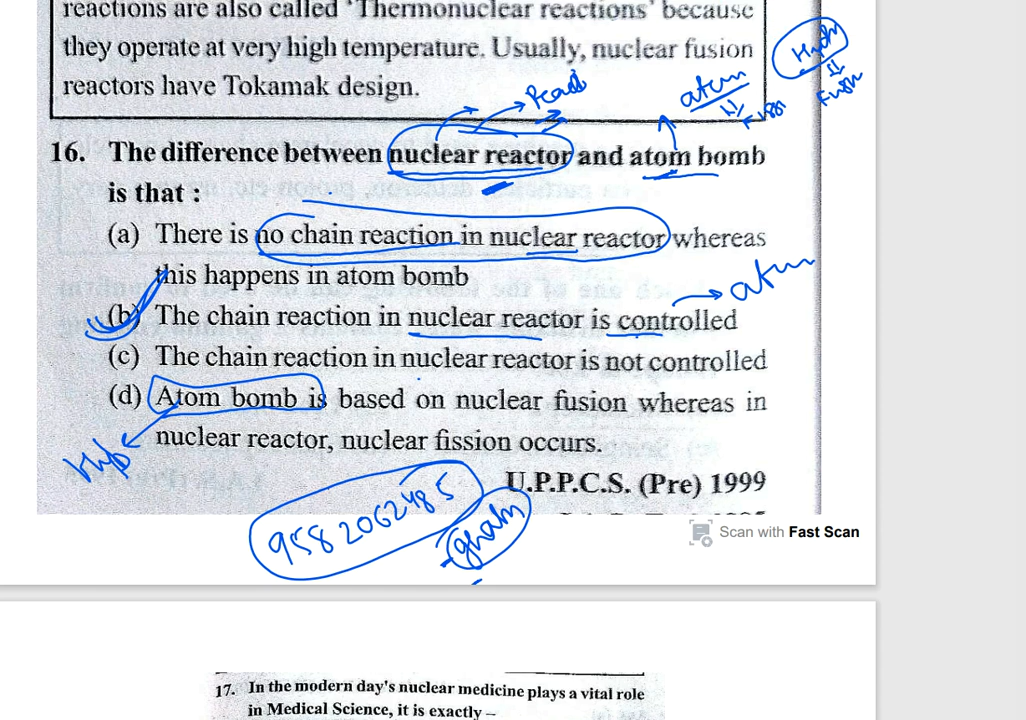 reactions are also called 'Thermonuclear reactions' because
they operate at very high temperature. Usually, nuclear fusion
reactors have Tokamak design.
atum
16. The difference between nuclear reactor and atom bomb
is that :
(a) There is no chain reaction in nuclear reactor whereas
this happens in atom bomb
atum
(b) The chain reaction in nuclear reactor is controlled
(c) The chain reaction in nuclear reactor is not controlled
(d) Atom bomb is based on nuclear fusion whereas in
nuclear reactor, nuclear fission occurs.
U.P.P.C.S. (Pre) 1999
9582062485
Scan with Fast Scan
17. In the modern day's nuclear medicine plays a vital role
in Medical Science, it is exactly –